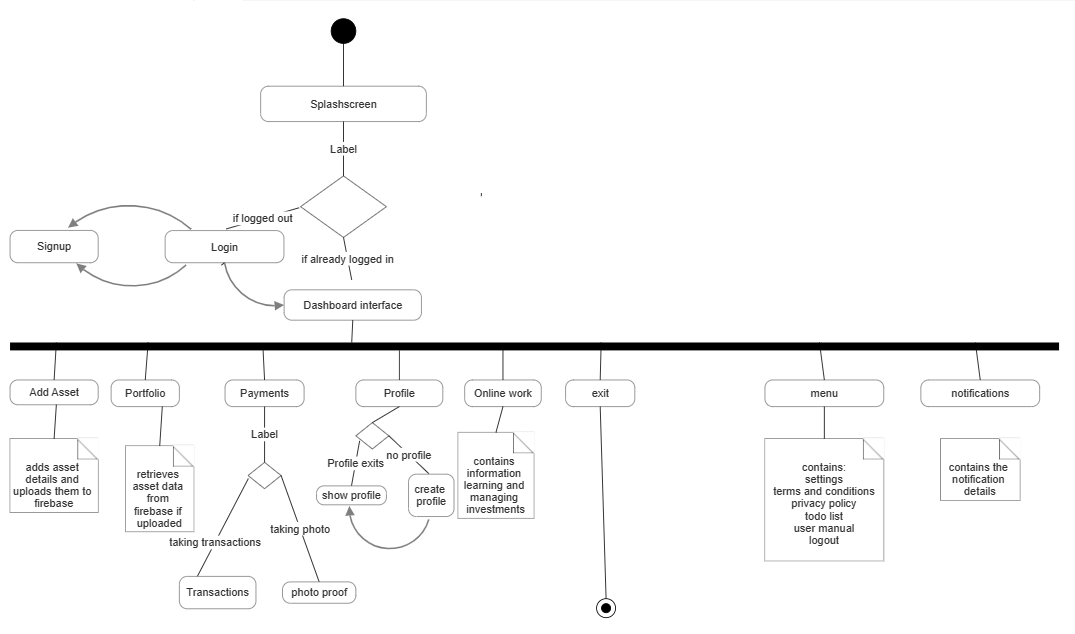 Splashscreen
Label
if logged out
Signup
Login
if already logged in
Dashboard interface
Add Asset
Portfolio
Payments
Profile
Online work
exit
menu
notifications
adds asset
details and
uploads them to
firebase
retrieves
asset data
from
firebase if
uploaded
Label
taking transactions
taking photo
Transactions
photo proof
Profile exits
no profile
show profile
create
profile
contains
information
learning and
managing
investments
contains:
settings
terms and conditions
privacy policy
todo list
user manual
logout
contains the
notification
details